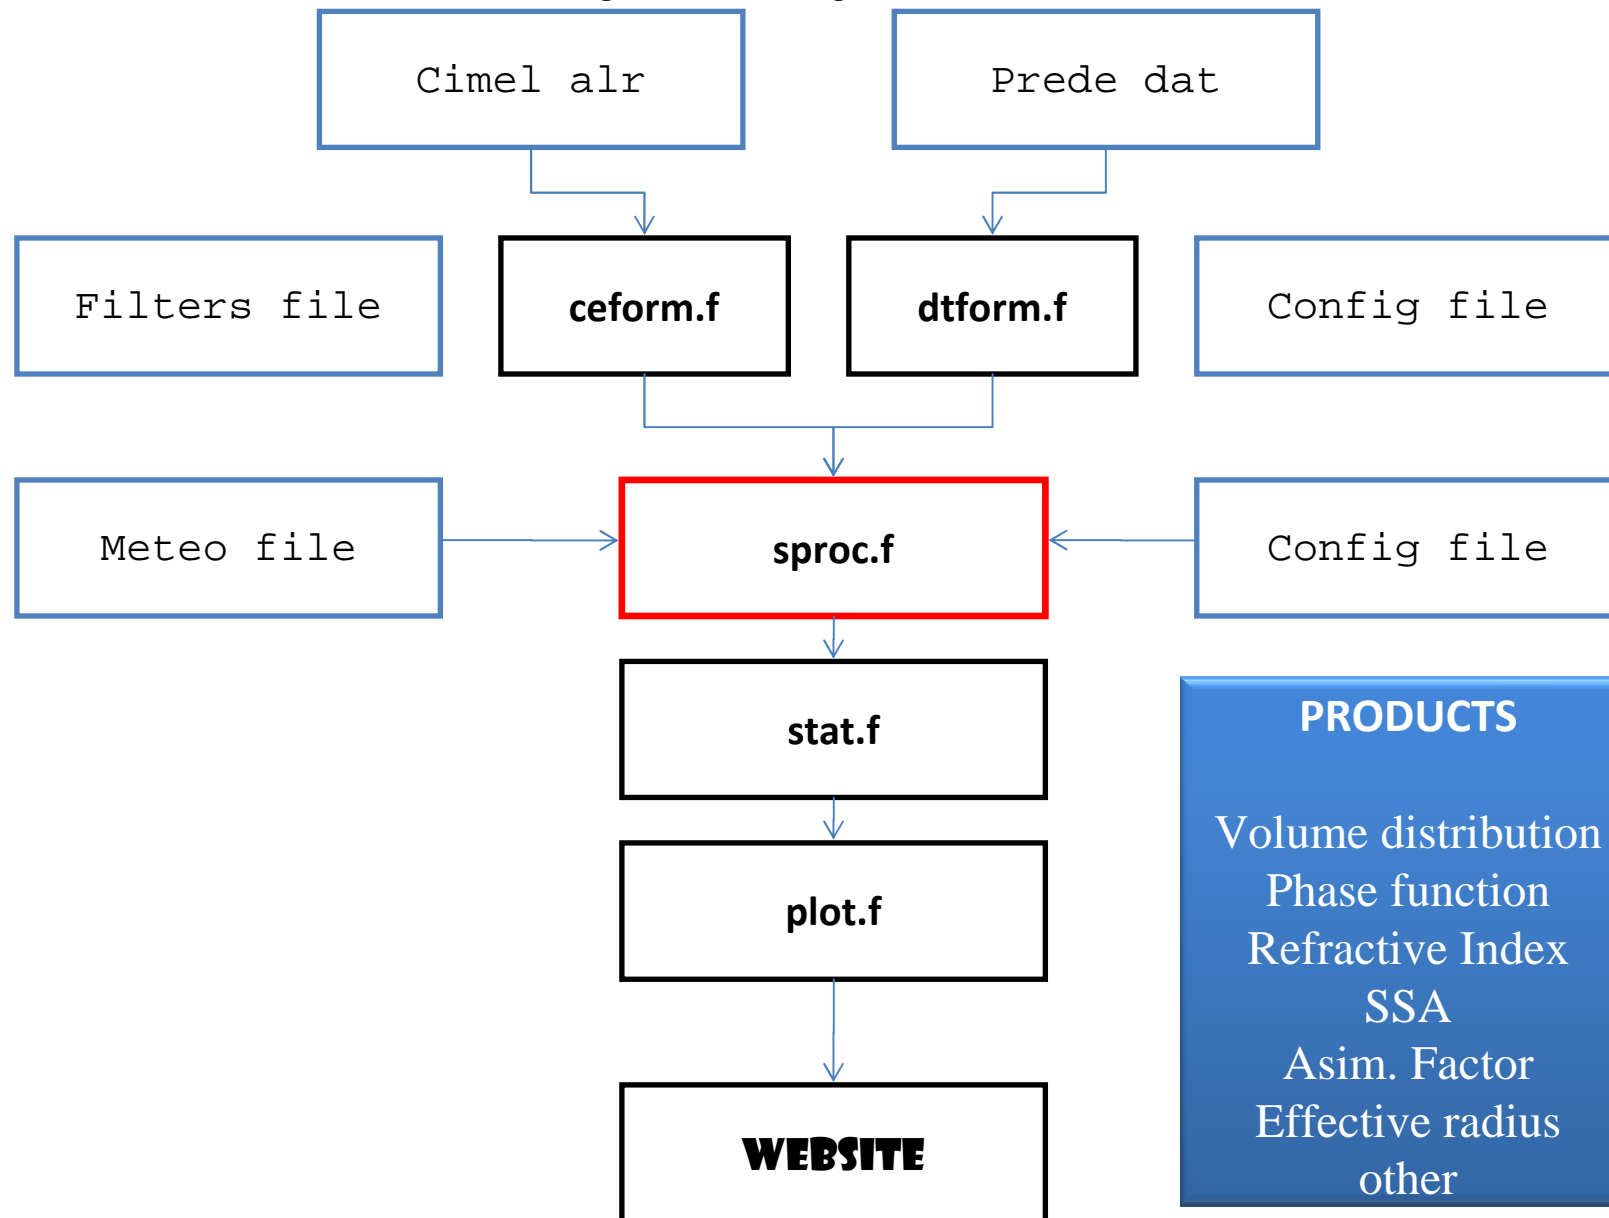 Cimel alr
Prede dat
Filters file
ceform.f
dtform.f
Config file
Meteo file
sproc.f
Config file
stat.f
plot.f
WEBSITE
PRODUCTS
Volume distribution
Phase function
Refractive Index
SSA
Asim. Factor
Effective radius
other